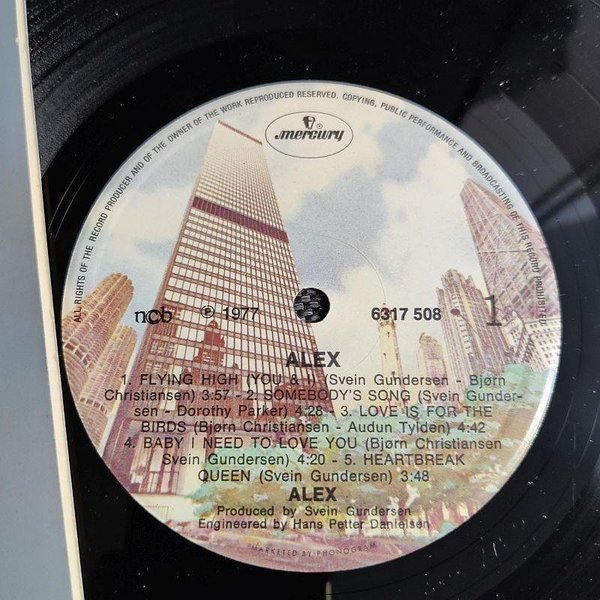 ALL RIGHTS OF THE RECORD PRODUCER AND OF THE OWNER OF THE WORK REPRODUCED RESERVED. COPYING, PUBLIC PERFORMANCE AND BROADCASTING OF THIS RECORD PROHIBITED
mercury
ncb ℗ 1977 6317 508 1
ALEX
1. FLYING HIGH (YOU & I) (Svein Gundersen - Bjørn
Christiansen) 3:57 - 2. SOMEBODY'S SONG (Svein Gunder-
sen - Dorothy Parker) 4:28 - 3. LOVE IS FOR THE
BIRDS (Bjørn Christiansen - Audun Tylden) 4:42
4. BABY I NEED TO LOVE YOU (Bjørn Christiansen
Svein Gundersen) 4:20 - 5. HEARTBREAK
QUEEN (Svein Gundersen) 3:48
ALEX
Produced by Svein Gundersen
Engineered by Hans Petter Danielsen
MARKETED BY PHONOGRAM